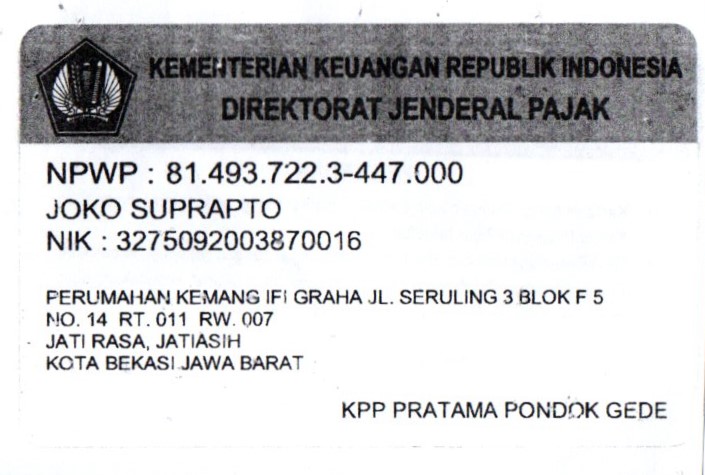 KEMENTERIAN KEUANGAN REPUBLIK INDONESIA
DIREKTORAT JENDERAL PAJAK
NPWP : 81.493.722.3-447.000
JOKO SUPRAPTO
NIK : 3275092003870016
PERUMAHAN KEMANG IFI GRAHA JL. SERULING 3 BLOK F 5
NO. 14 RT. 011 RW. 007
JATI RASA, JATIASIH
KOTA BEKASI JAWA BARAT
KPP PRATAMA PONDOK GEDE